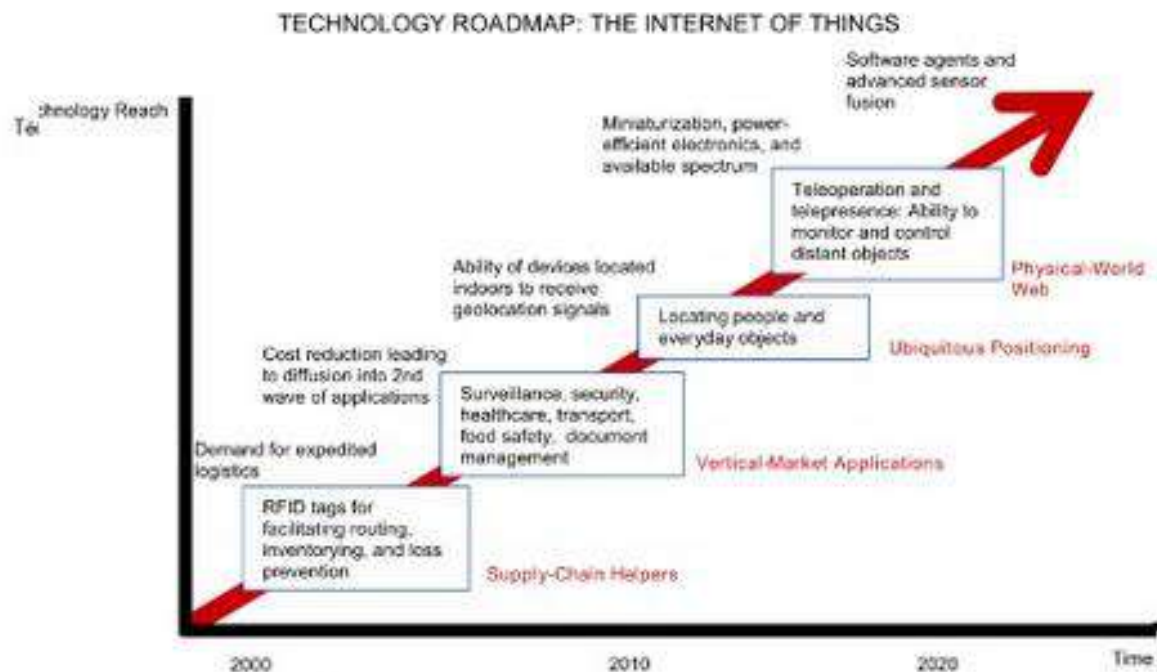 TECHNOLOGY ROADMAP: THE INTERNET OF THINGS
Software agents and
advanced sensor
fusion
Technology Reach
Miniaturization, power-
efficient electronics, and
available spectrum
Teleoperation and
telepresence: Ability to
monitor and control
distant objects
Physical-World
Web
Ability of devices located
indoors to receive
geolocation signals
Locating people and
everyday objects
Ubiquitous Positioning
Cost reduction leading
to diffusion into 2nd
wave of applications
Surveillance, security,
healthcare, transport,
food safety, document
management
Vertical-Market Applications
Demand for expedited
logistics
RFID tags for
facilitating routing,
inventorying, and loss
prevention
Supply-Chain Helpers
2000
2010
2020
Time